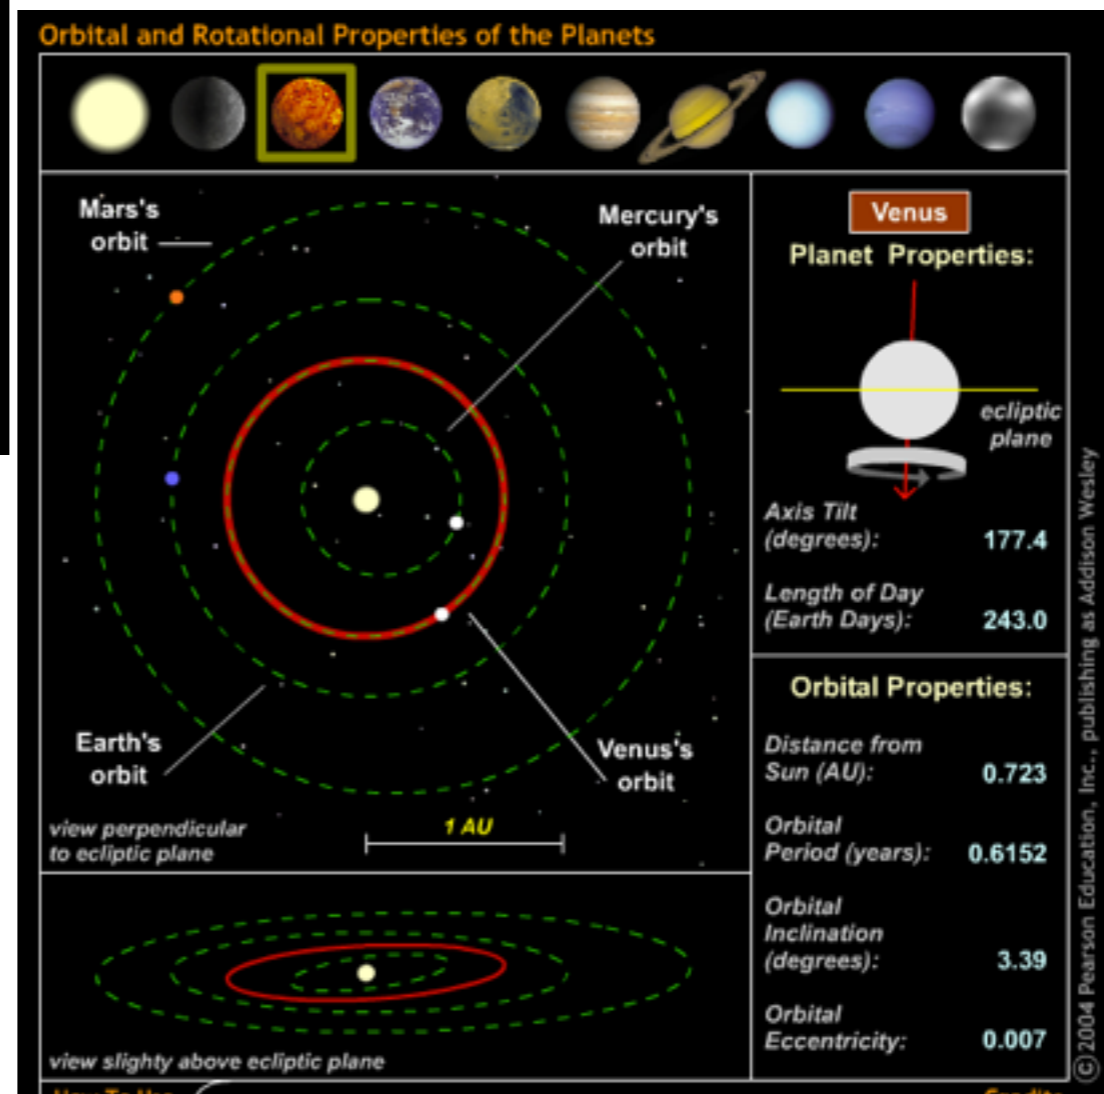 Orbital and Rotational Properties of the Planets
Mars's
orbit
Mercury's
orbit
Earth's
orbit
Venus's
orbit
1 AU
view perpendicular
to ecliptic plane
view slighty above ecliptic plane
Venus
Planet Properties:
ecliptic
plane
Axis Tilt
(degrees): 177.4
Length of Day
(Earth Days): 243.0
Orbital Properties:
Distance from
Sun (AU): 0.723
Orbital
Period (years): 0.6152
Orbital
Inclination
(degrees): 3.39
Orbital
Eccentricity: 0.007
©2004 Pearson Education, Inc., publishing as Addison Wesley